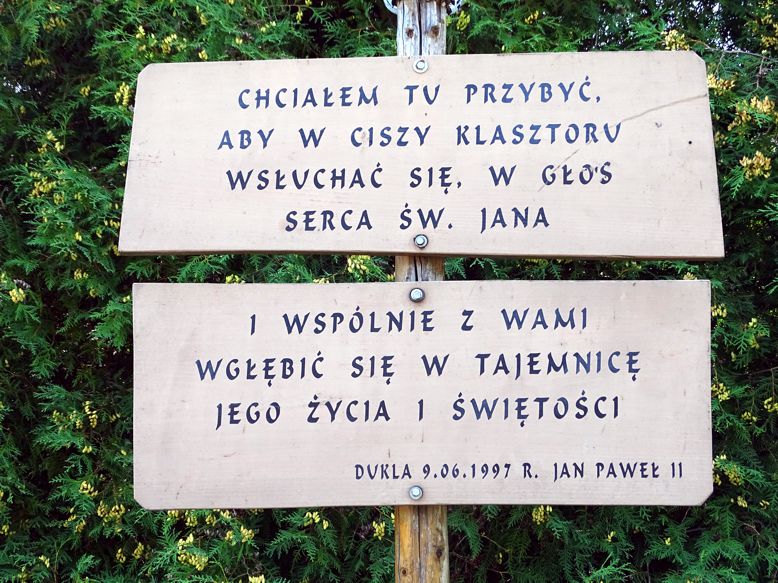 CHCIAŁEM TU PRZYBYĆ,
ABY W CISZY KLASZTORU
WSŁUCHAĆ SIĘ, W GŁOS
SERCA ŚW. JANA
I WSPÓLNIE Z WAMI
WGŁĘBIĆ SIĘ W TAJEMNICĘ
JEGO ŻYCIA I ŚWIĘTOŚCI
DUKLA 9.06.1997 R. JAN PAWEŁ II